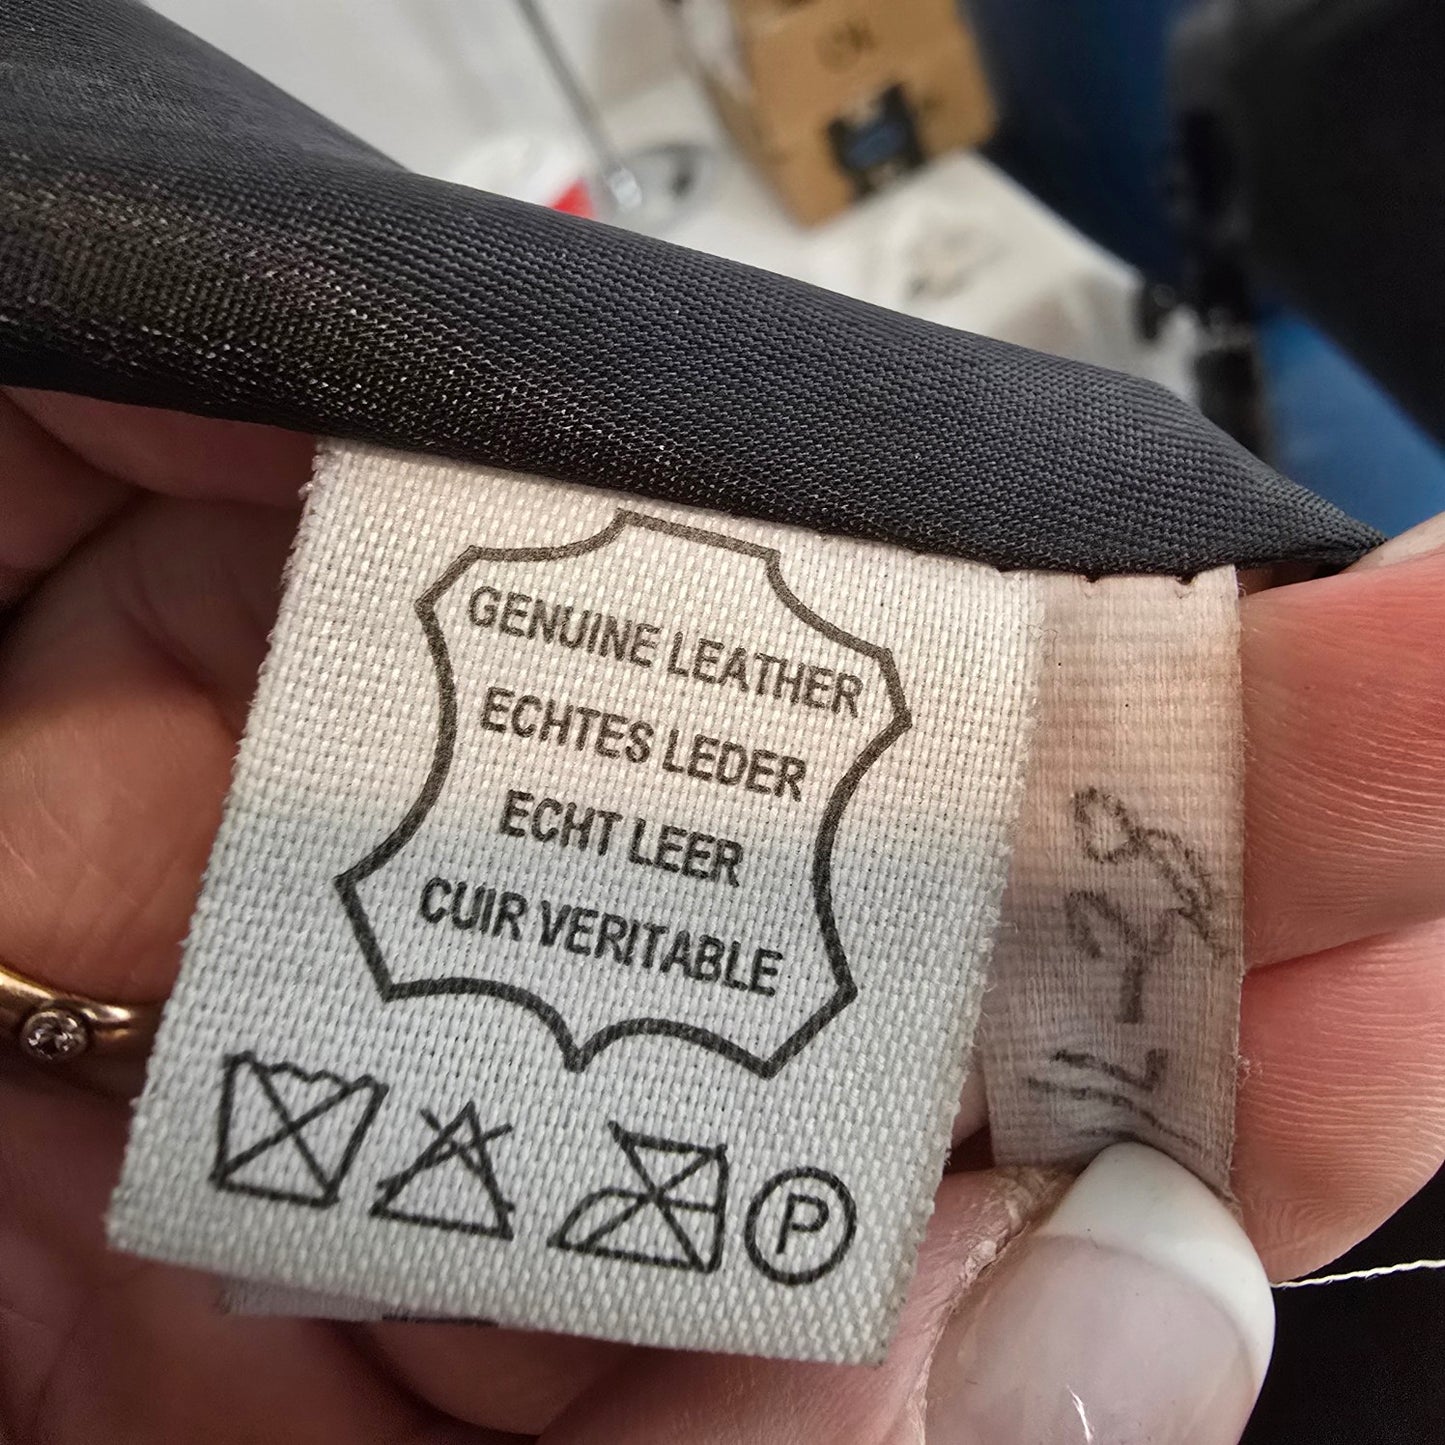 GENUINE LEATHER
ECHTES LEDER
ECHT LEER
CUIR VERITABLE
P